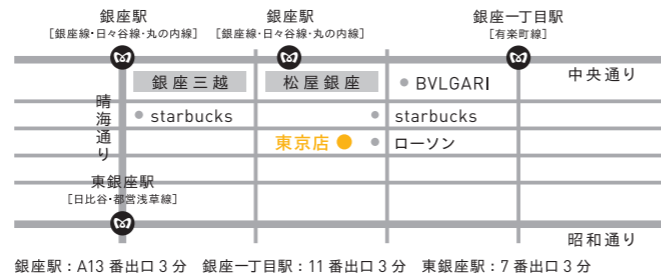 銀座駅
[銀座線・日々谷線・丸の内線]
銀座駅
[銀座線・日々谷線・丸の内線]
銀座一丁目駅
[有楽町線]
中央通り
銀座三越
松屋銀座
BVLGARI
晴海通り
starbucks
starbucks
東京店
ローソン
東銀座駅
[日比谷・都営浅草線]
昭和通り
銀座駅：A13 番出口 3 分 銀座一丁目駅：11 番出口 3 分 東銀座駅：7 番出口 3 分